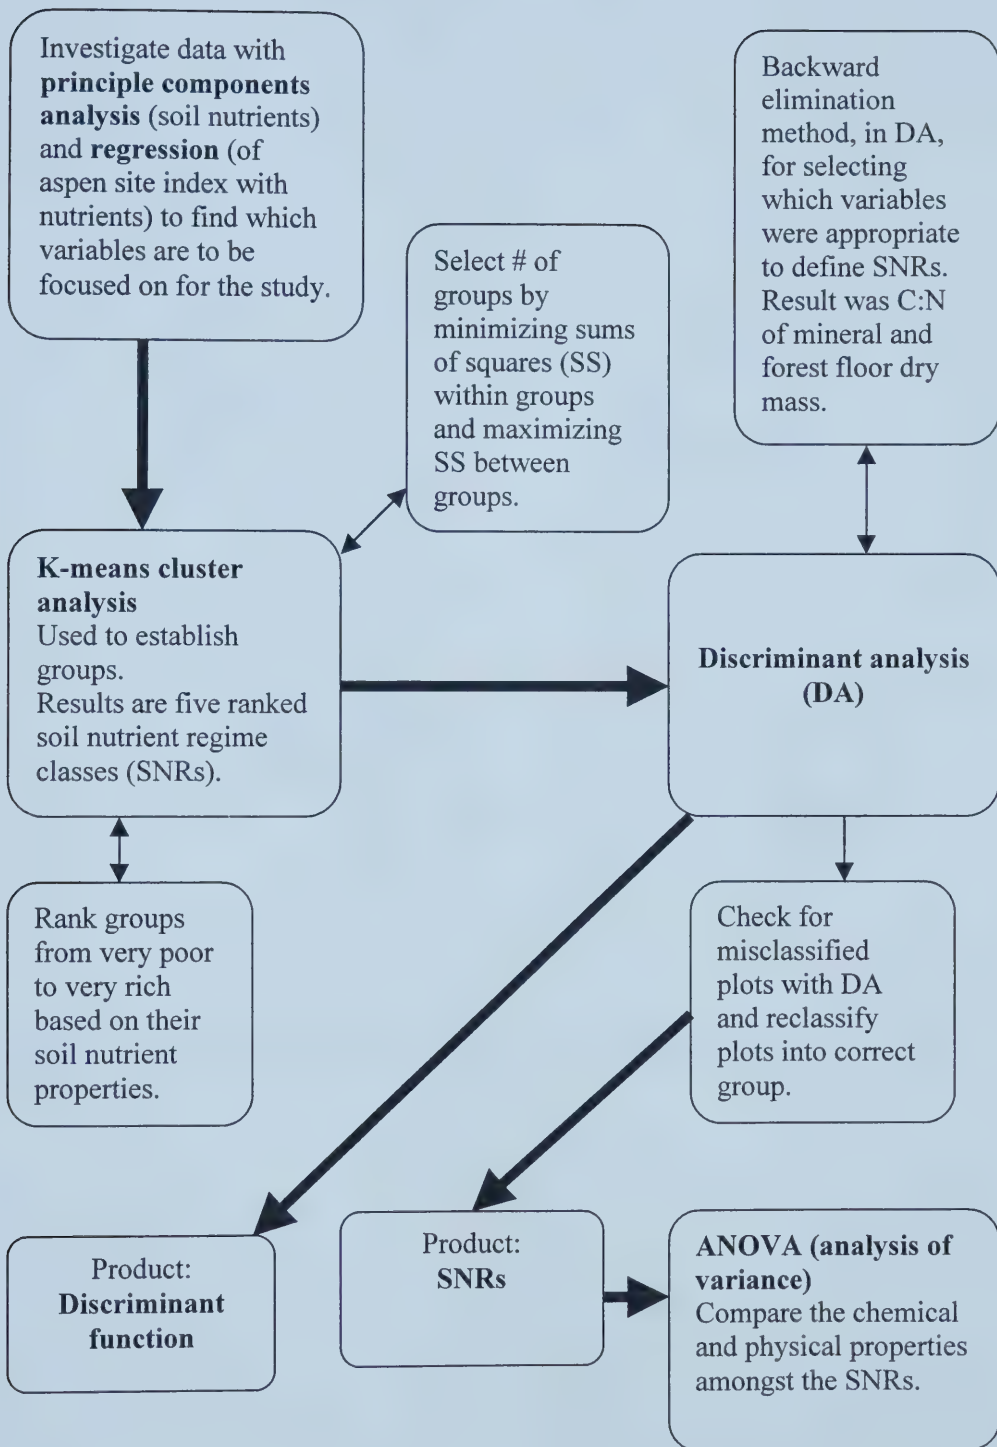 Investigate data with
principle components
analysis (soil nutrients)
and regression (of
aspen site index with
nutrients) to find which
variables are to be
focused on for the study.
Select # of
groups by
minimizing sums
of squares (SS)
within groups
and maximizing
SS between
groups.
Backward
elimination
method, in DA,
for selecting
which variables
were appropriate
to define SNRs.
Result was C:N
of mineral and
forest floor dry
mass.
K-means cluster
analysis
Used to establish
groups.
Results are five ranked
soil nutrient regime
classes (SNRs).
Discriminant analysis
(DA)
Rank groups
from very poor
to very rich
based on their
soil nutrient
properties.
Check for
misclassified
plots with DA
and reclassify
plots into correct
group.
Product:
Discriminant
function
Product:
SNRs
ANOVA (analysis of
variance)
Compare the chemical
and physical properties
amongst the SNRs.